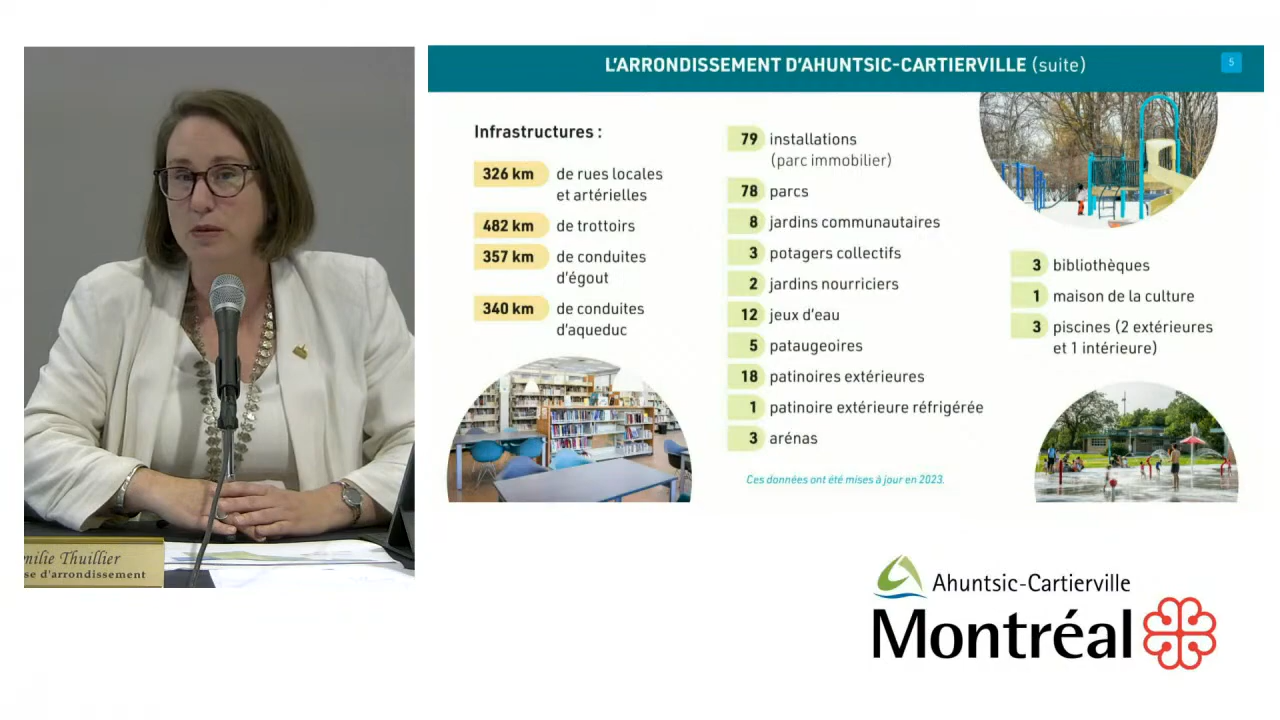 L'ARRONDISSEMENT D'AHUNTSIC-CARTIERVILLE (suite)
5
Infrastructures :
326 km de rues locales
et artérielles
482 km de trottoirs
357 km de conduites
d'égout
340 km de conduites
d'aqueduc
79 installations
(parc immobilier)
78 parcs
8 jardins communautaires
3 potagers collectifs
2 jardins nourriciers
12 jeux d'eau
5 pataugeoires
18 patinoires extérieures
1 patinoire extérieure réfrigérée
3 arénas
Ces données ont été mises à jour en 2023.
3 bibliothèques
1 maison de la culture
3 piscines (2 extérieures
et 1 intérieure)
milie Thuillier
se d'arrondissement
Ahuntsic-Cartierville
Montréal